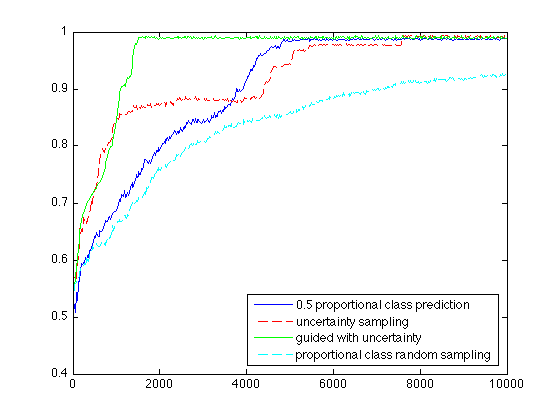 1
0.9
0.8
0.7
0.6
0.5
0.4
0 2000 4000 6000 8000 10000
0.5 proportional class prediction
uncertainty sampling
guided with uncertainty
proportional class random sampling